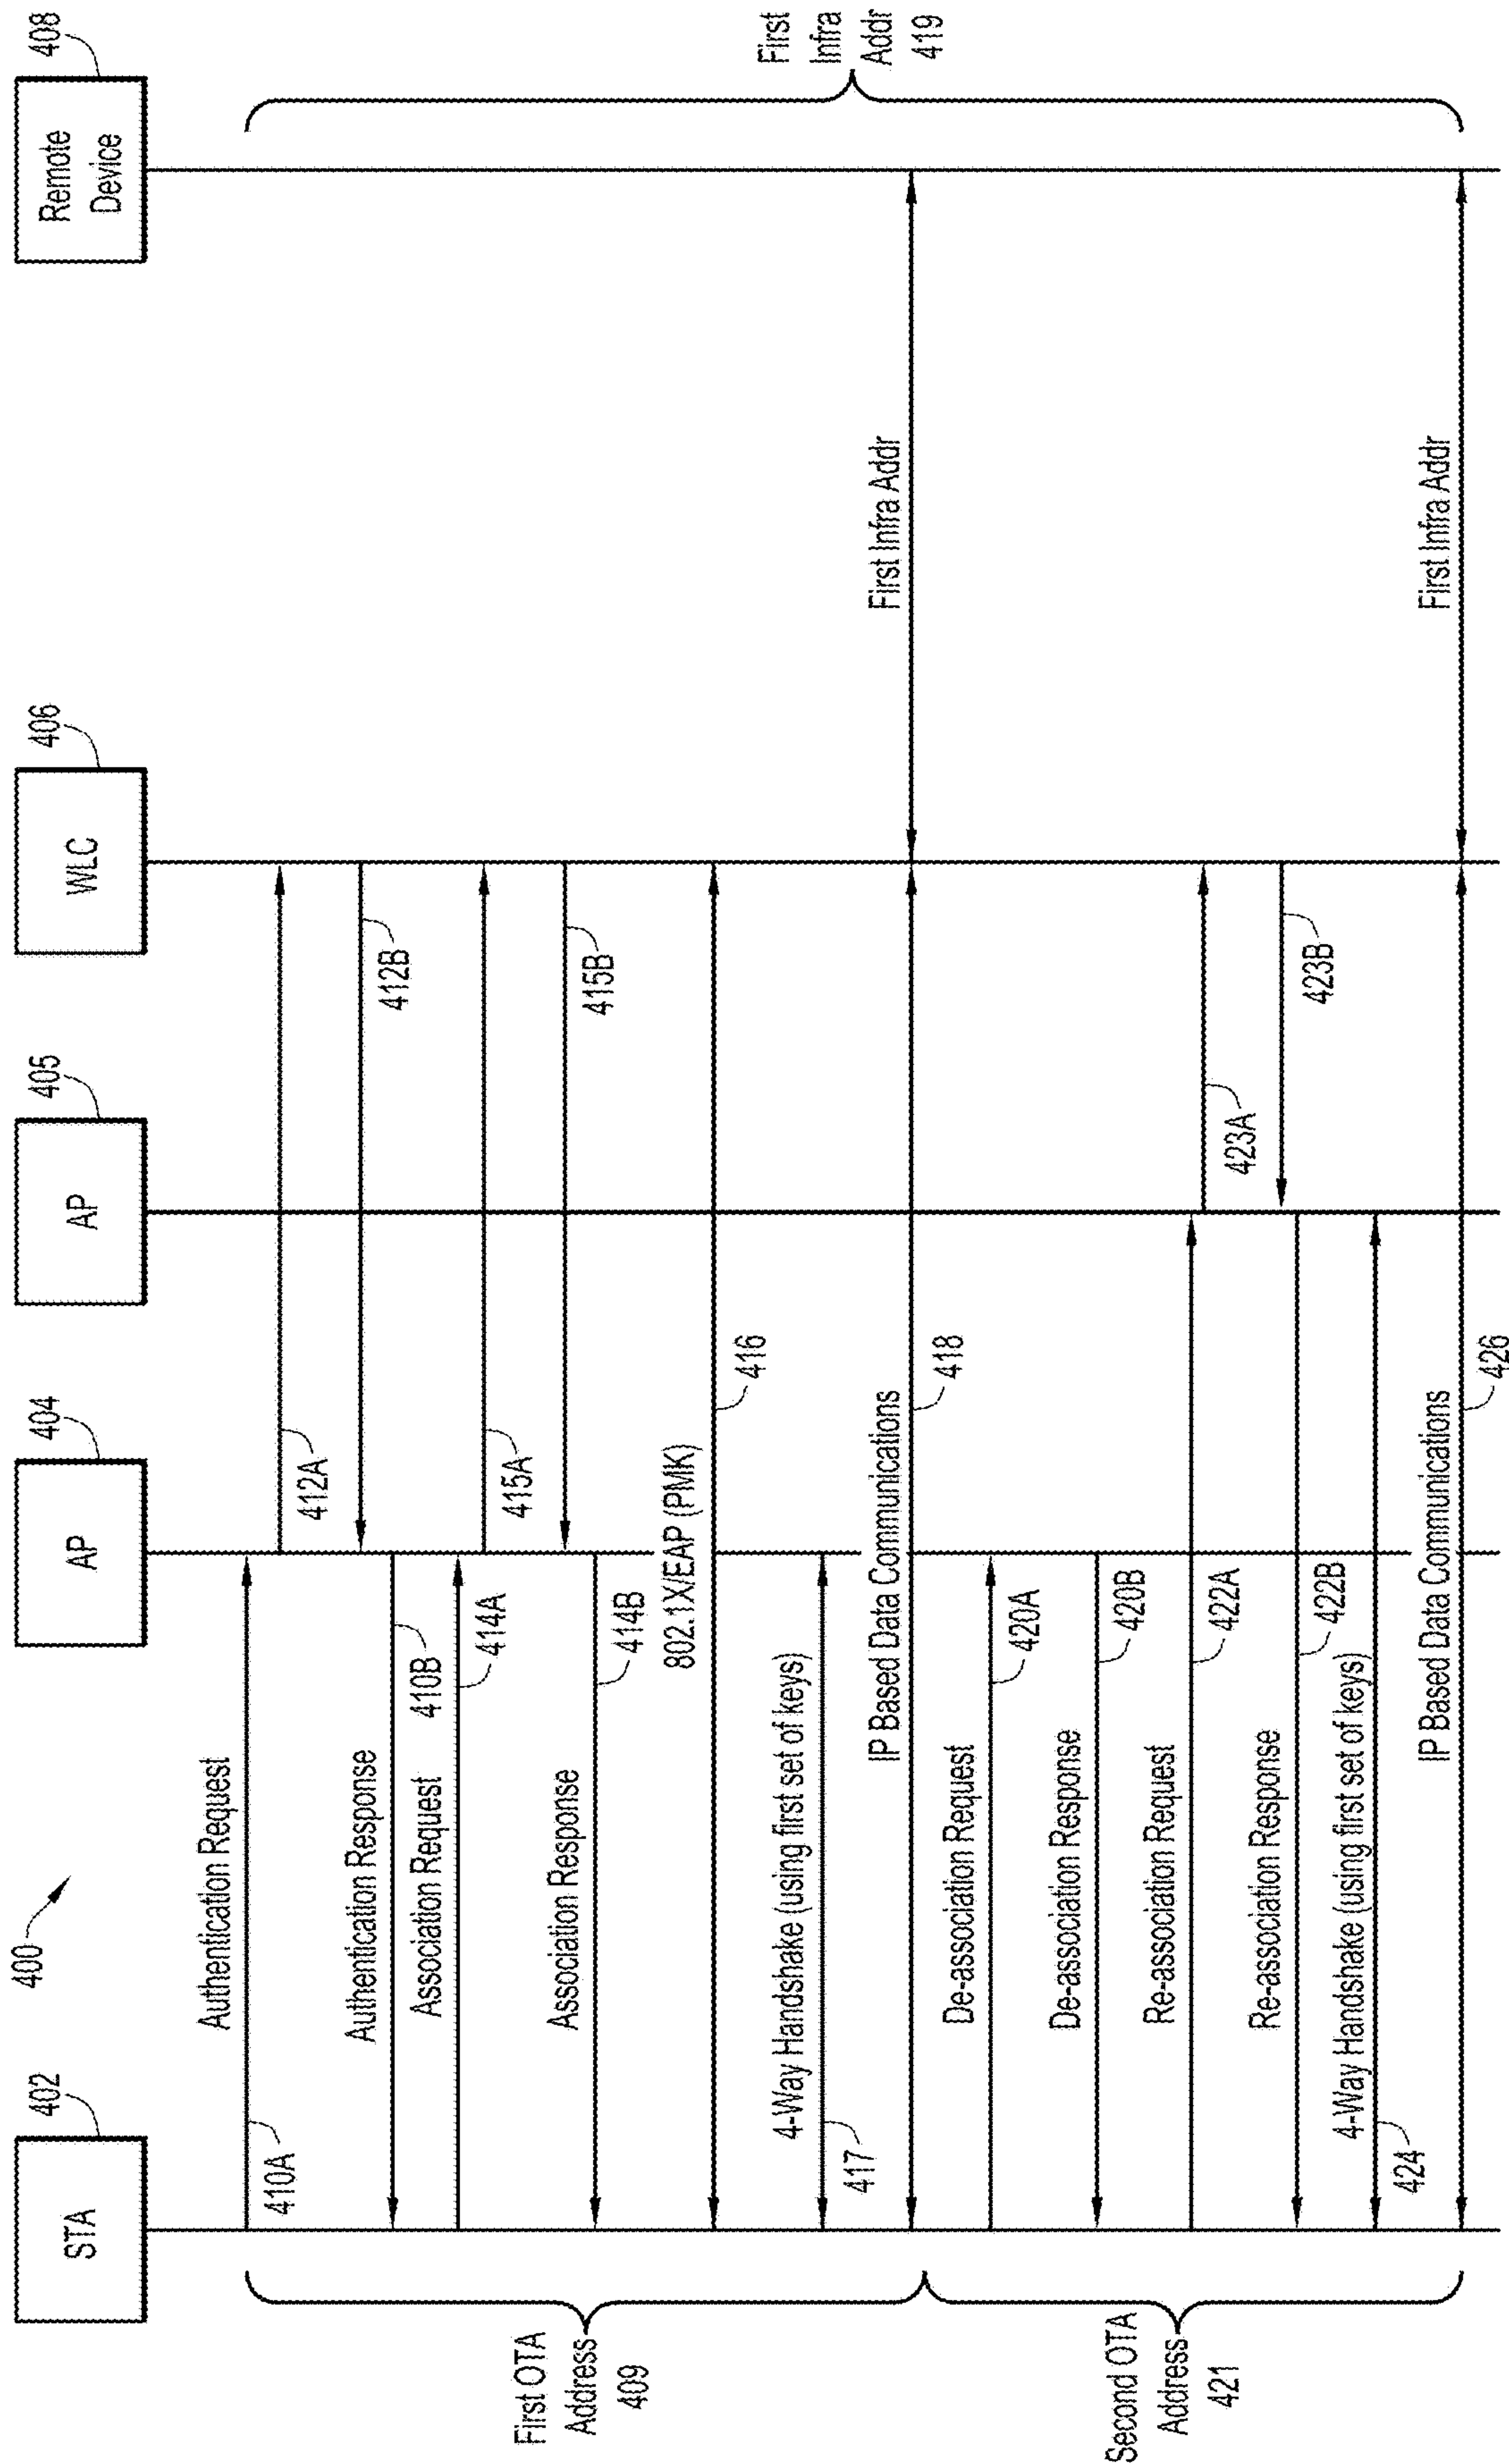 400
STA
402
AP
404
AP
405
WLC
406
Remote
Device
408
First OTA
Address
409
Second OTA
Address
421
First
Infra
Addr
419
Authentication Request
410A
412A
412B
Authentication Response
410B
Association Request
414A
415A
415B
Association Response
414B
802.1X/EAP (PMK)
416
4-Way Handshake (using first set of keys)
417
IP Based Data Communications
418
First Infra Addr
De-association Request
420A
De-association Response
420B
Re-association Request
422A
423A
423B
Re-association Response
422B
4-Way Handshake (using first set of keys)
424
IP Based Data Communications
426
First Infra Addr